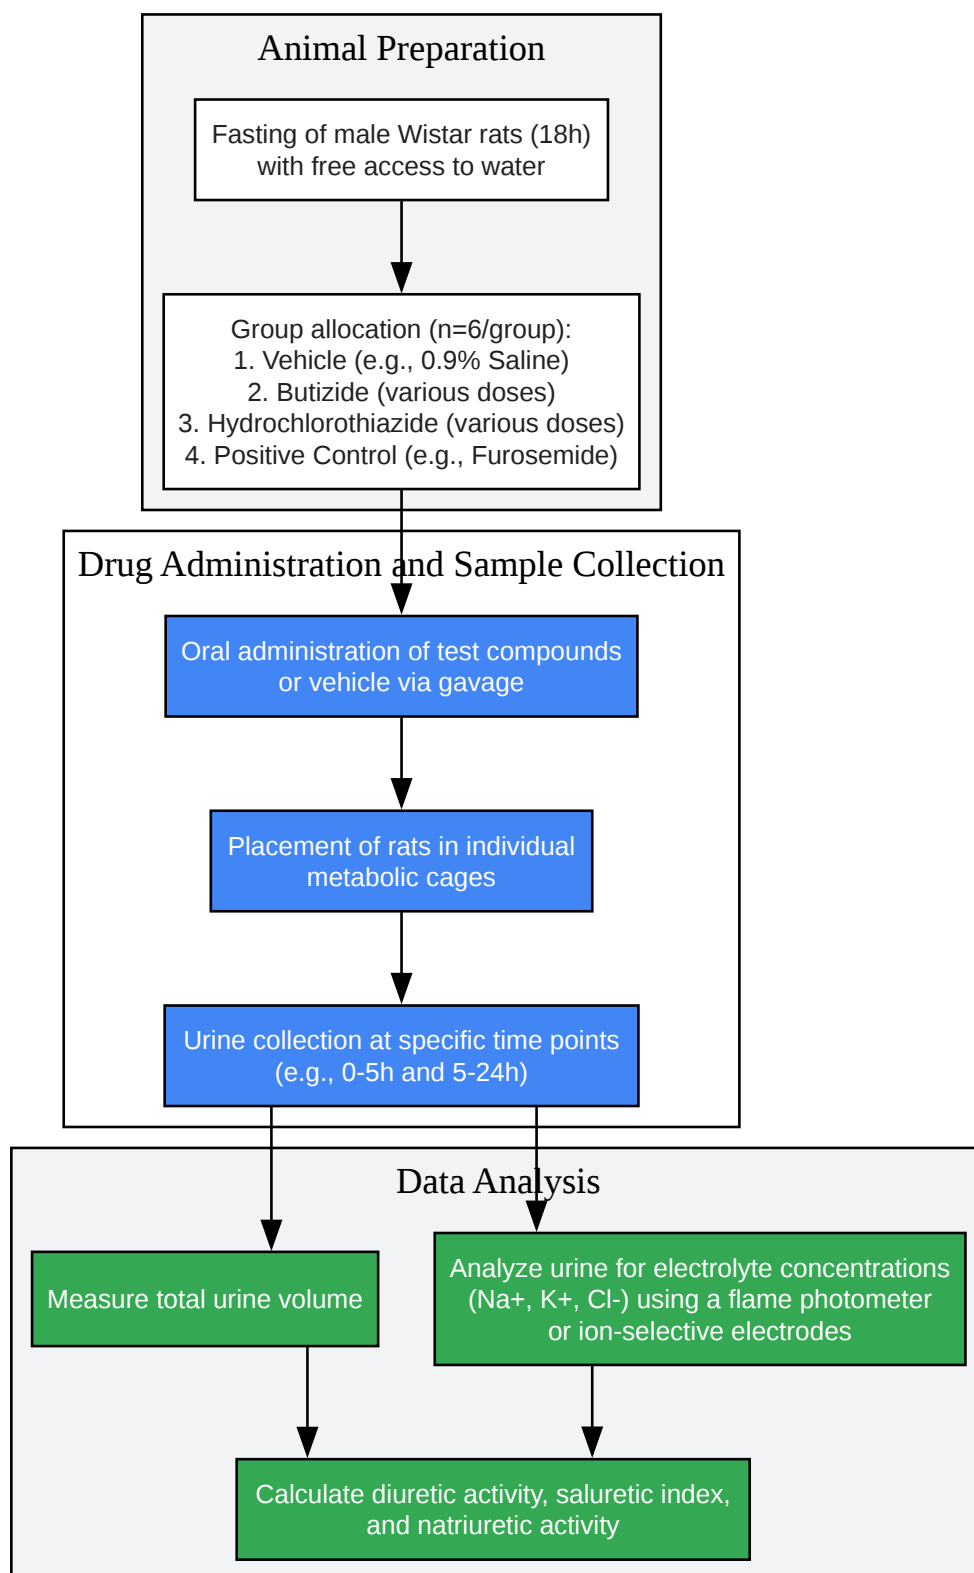 Animal Preparation
Fasting of male Wistar rats (18h)
with free access to water
Group allocation (n=6/group):
1. Vehicle (e.g., 0.9% Saline)
2. Butizide (various doses)
3. Hydrochlorothiazide (various doses)
4. Positive Control (e.g., Furosemide)
Drug Administration and Sample Collection
Oral administration of test compounds
or vehicle via gavage
Placement of rats in individual
metabolic cages
Urine collection at specific time points
(e.g., 0-5h and 5-24h)
Data Analysis
Measure total urine volume
Analyze urine for electrolyte concentrations
(Na+, K+, Cl-) using a flame photometer
or ion-selective electrodes
Calculate diuretic activity, saluretic index,
and natriuretic activity